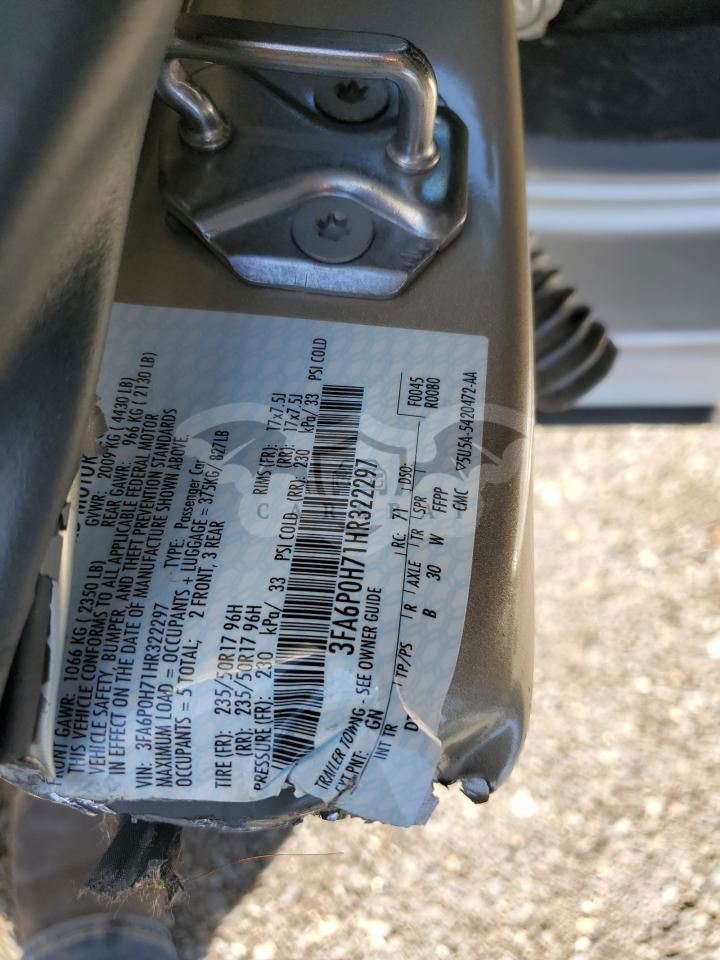 MOTOR
GVWR: 2009 KG ( 4430 LB)
FRONT GAWR: 1066 KG ( 2350 LB) REAR GAWR: 966 KG ( 2130 LB)
THIS VEHICLE CONFORMS TO ALL APPLICABLE FEDERAL MOTOR
VEHICLE SAFETY, BUMPER, AND THEFT PREVENTION STANDARDS
IN EFFECT ON THE DATE OF MANUFACTURE SHOWN ABOVE.
VIN: 3FA6P0H71HR322297 TYPE: Passenger Car
MAXIMUM LOAD = OCCUPANTS + LUGGAGE = 375KG/ 827LB
OCCUPANTS = 5 TOTAL: 2 FRONT, 3 REAR
TIRE (FR): 235/50R17 96H RIMS (FR): 17x7.5J
(RR): 235/50R17 96H (RR): 17x7.5J
PRESSURE (FR): 230 kPa/ 33 PSI COLD (RR): 230 kPa/ 33 PSI COLD
3FA6P0H71HR322297
TRAILER TOWING - SEE OWNER GUIDE
EXT PNT: GN RC: 71 DSO: F0045
R0080
INT TR TP/PS R AXLE TR SPR
B 30 W FFPP
GMC 5U5A-5420472-AA